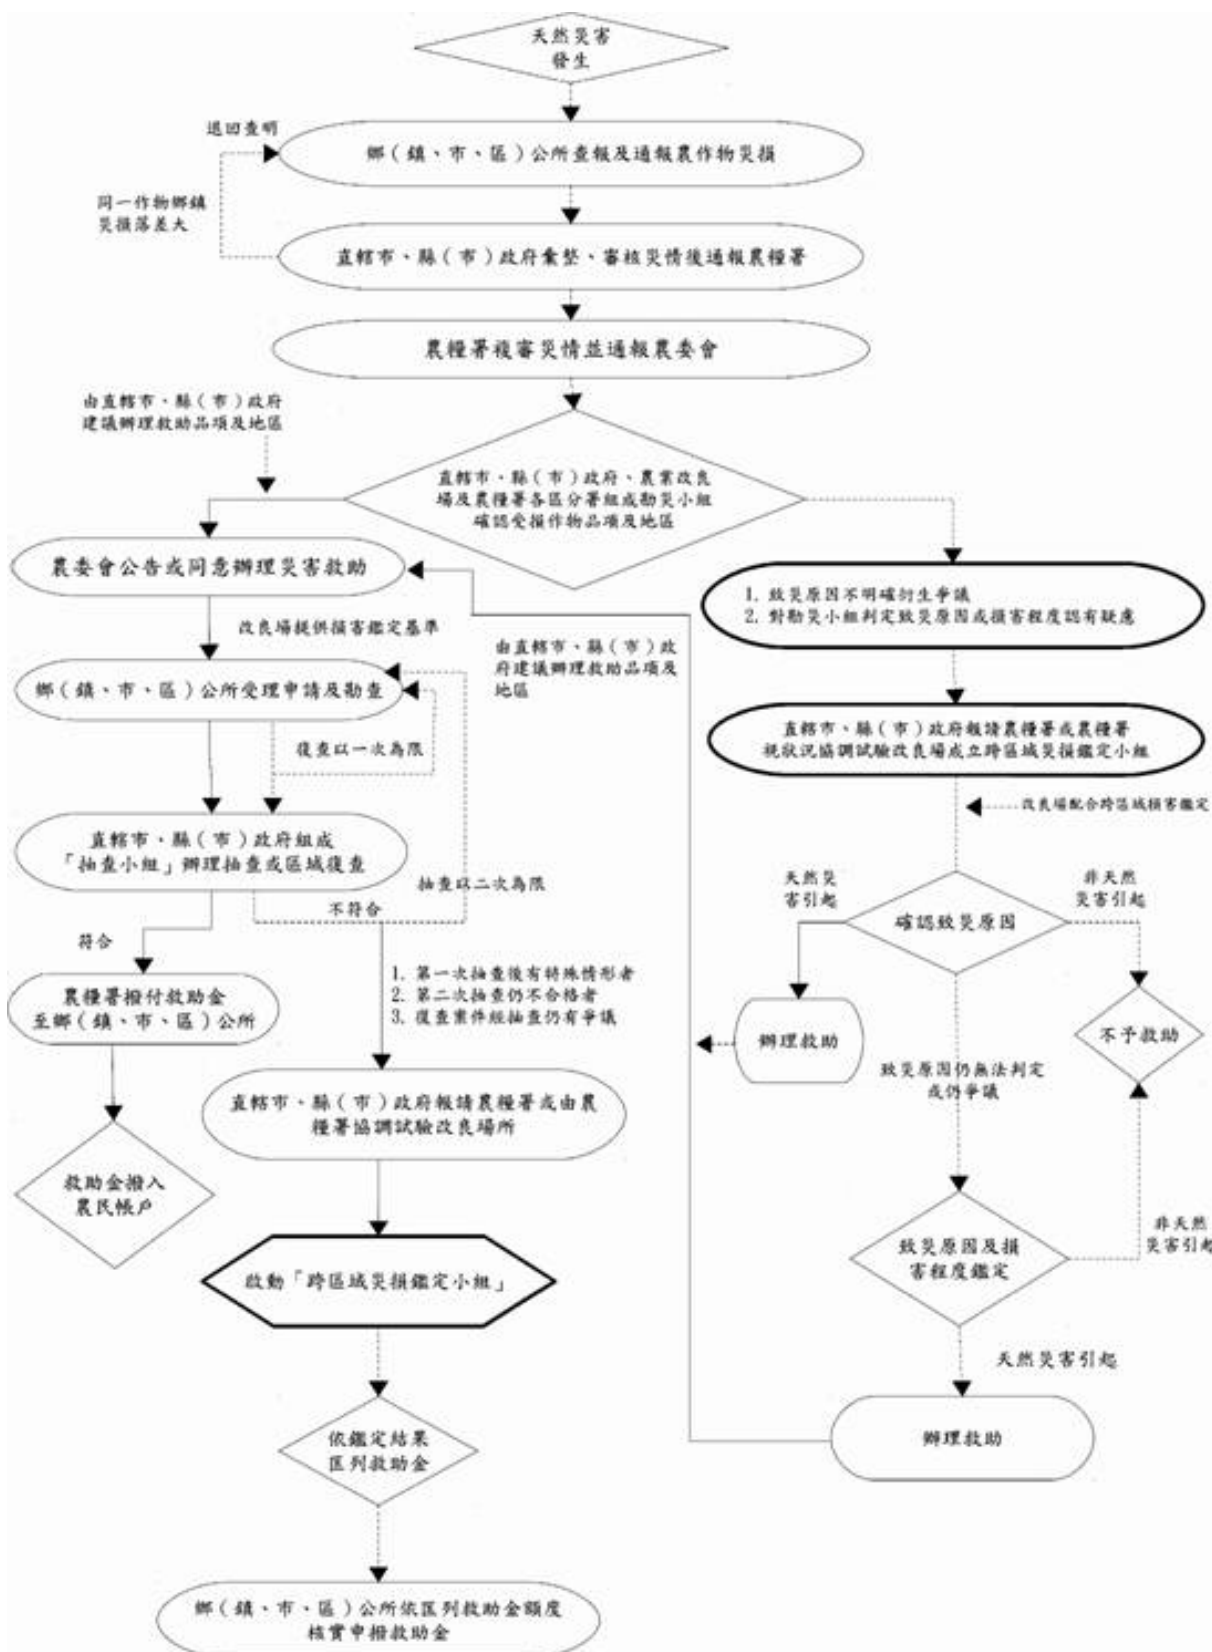 天然災害
發生
退回查明
鄉(鎮、市、區)公所查報及通報農作物災損
同一作物鄉鎮
災損落差大
直轄市、縣(市)政府彙整、審核災情後通報農糧署
農糧署複審災情並通報農委會
由直轄市、縣(市)政府
建議辦理救助品項及地區
直轄市、縣(市)政府、農業改良
場及農糧署各區分署組成勘災小組
確認受損作物品項及地區
農委會公告或同意辦理災害救助
1. 致災原因不明確衍生爭議
2. 對勘災小組判定致災原因或損害程度認有疑慮
改良場提供損害鑑定基準
由直轄市、縣(市)政
府建議辦理救助品項及
地區
鄉(鎮、市、區)公所受理申請及勘查
直轄市、縣(市)政府報請農糧署或農糧署
視狀況協調試驗改良場成立跨區域災損鑑定小組
復查以一次為限
改良場配合跨區域損害鑑定
直轄市、縣(市)政府組成
「抽查小組」辦理抽查或區域復查
抽查以二次為限
不符合
符合
天然災
害引起
非天然
災害引起
確認致災原因
1. 第一次抽查後有特殊情形者
2. 第二次抽查仍不合格者
3. 復查案件經抽查仍有爭議
農糧署撥付救助金
至鄉(鎮、市、區)公所
辦理救助
不予救助
致災原因仍無法判定
或仍爭議
直轄市、縣(市)政府報請農糧署或由農
糧署協調試驗改良場所
救助金撥入
農民帳戶
致災原因及損
害程度鑑定
非天然
災害引起
啟動「跨區域災損鑑定小組」
天然災害引起
依鑑定結果
匡列救助金
辦理救助
鄉(鎮、市、區)公所依匡列救助金額度
核實申撥救助金